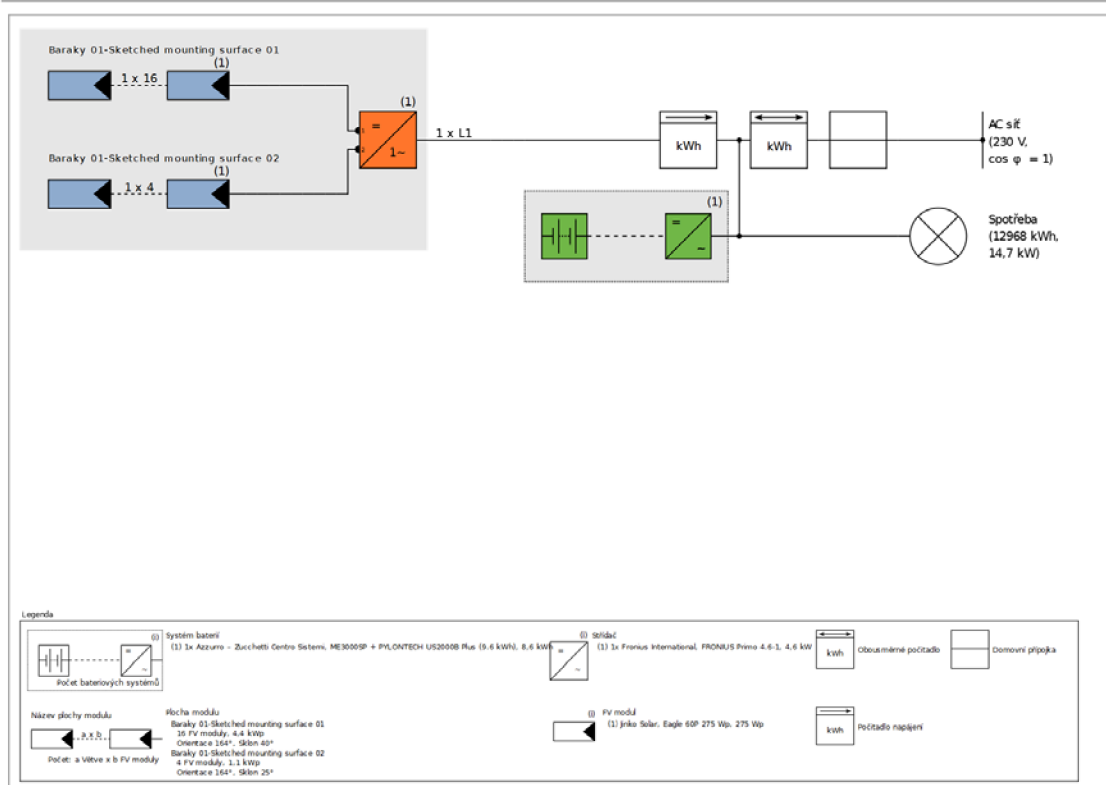 Baraky 01-Sketched mounting surface 01
(1)
1 x 16
(1)
=
1~
1
2
1 x L1
Baraky 01-Sketched mounting surface 02
(1)
1 x 4
kWh
kWh
AC síť
(230 V,
cos φ = 1)
(1)
=
~
Spotřeba
(12968 kWh,
14,7 kW)
Legenda
(i) Systém baterií
(1) 1x Azzurro - Zucchetti Centro Sistemi, ME3000SP + PYLONTECH US2000B Plus (9.6 kWh), 8,6 kWh
=
~
Počet bateriových systémů
(i) Střídač
(1) 1x Fronius International, FRONIUS Primo 4.6-1, 4,6 kW
=
~
kWh
Obousměrné počitadlo
Domovní přípojka
Název plochy modulu
a x b
Počet: a Větve x b FV moduly
Plocha modulu
Baraky 01-Sketched mounting surface 01
16 FV moduly, 4,4 kWp
Orientace 164°, Sklon 40°
Baraky 01-Sketched mounting surface 02
4 FV moduly, 1,1 kWp
Orientace 164°, Sklon 25°
(i) FV modul
(1) Jinko Solar, Eagle 60P 275 Wp, 275 Wp
kWh
Počitadlo napájení